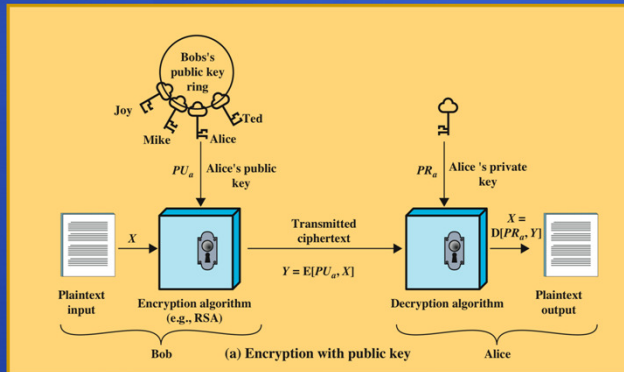 Bobs's
public key
ring
Joy
Ted
Mike
Alice
PUa
Alice's public
key
PRa
Alice 's private
key
X
Transmitted
ciphertext
X =
D[PRa, Y]
Y = E[PUa, X]
Plaintext
input
Encryption algorithm
(e.g., RSA)
Decryption algorithm
Plaintext
output
Bob
(a) Encryption with public key
Alice